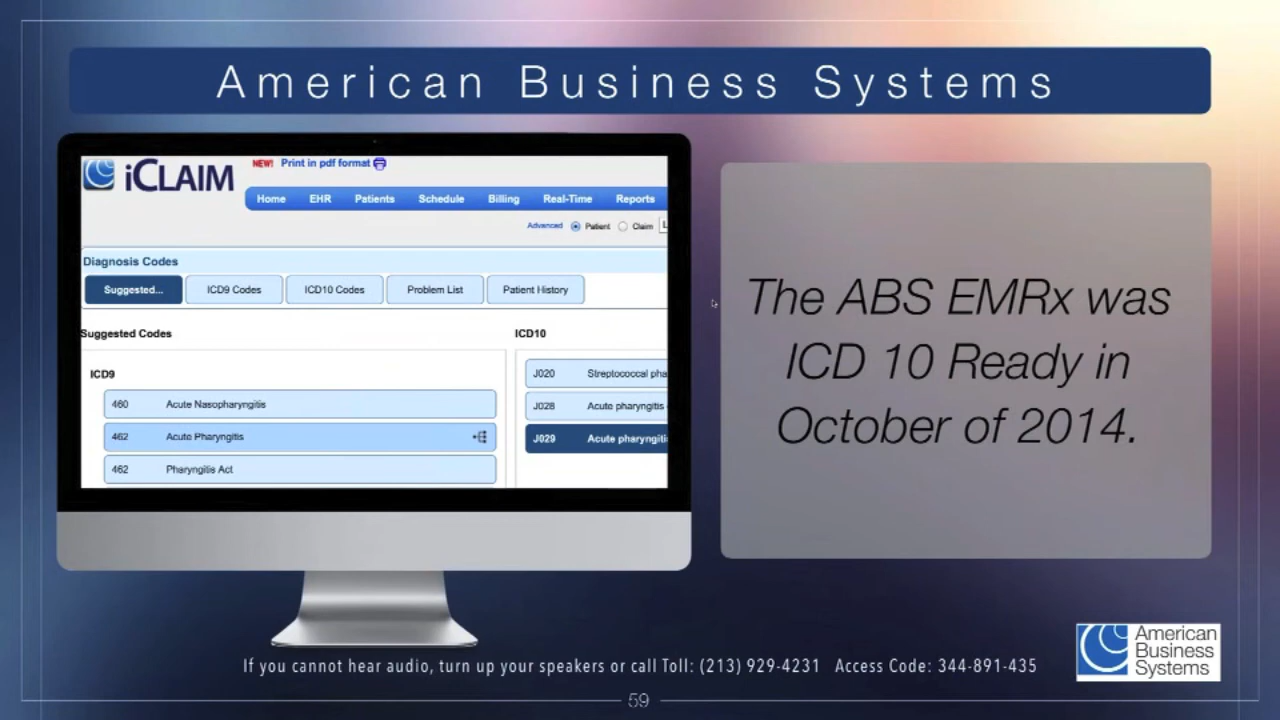 American Business Systems
iCLAIM
NEW! Print in pdf format
Home EHR Patients Schedule Billing Real-Time Reports
Advanced Patient Claim
Diagnosis Codes
Suggested... ICD9 Codes ICD10 Codes Problem List Patient History
Suggested Codes
ICD9
460 Acute Nasopharyngitis
462 Acute Pharyngitis
462 Pharyngitis Act
ICD10
J020 Streptococcal pha
J028 Acute pharyngitis
J029 Acute pharyngiti
The ABS EMRx was
ICD 10 Ready in
October of 2014.
If you cannot hear audio, turn up your speakers or call Toll: (213) 929-4231 Access Code: 344-891-435
American
Business
Systems
59